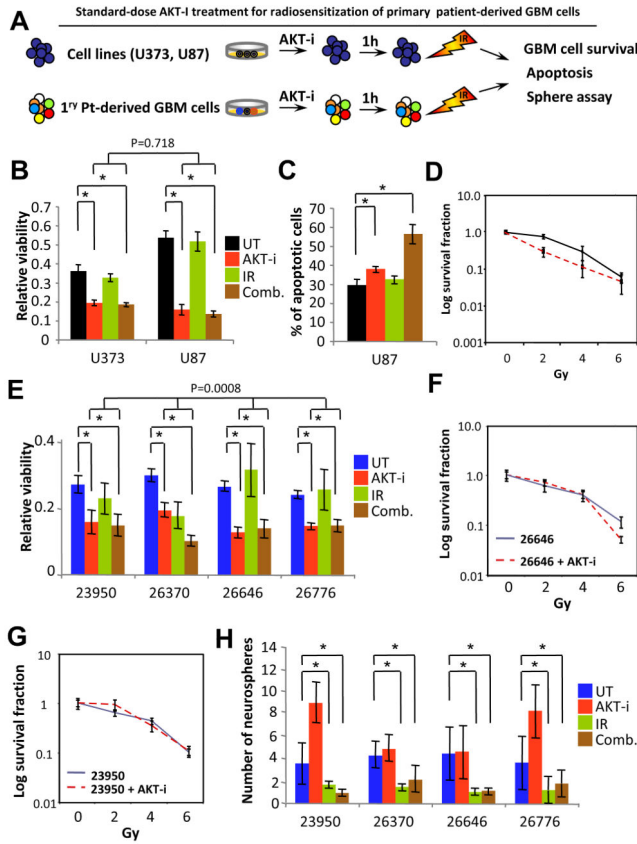 Standard-dose AKT-I treatment for radiosensitization of primary patient-derived GBM cells
A
Cell lines (U373, U87)
AKT-i
1h
IR
GBM cell survival
Apoptosis
Sphere assay
1ry Pt-derived GBM cells
AKT-i
1h
IR
B
P=0.718
*
*
*
*
Relative viability
0.7
0.6
0.5
0.4
0.3
0.2
0.1
0
U373
U87
UT
AKT-i
IR
Comb.
C
*
*
% of apoptotic cells
70
60
50
40
30
20
10
0
U87
D
Log survival fraction
10.0
1.0
0.1
0.01
0.001
0 2 4 6
Gy
E
P=0.0008
*
*
*
*
*
*
*
*
Relative viability
0.4
0.2
0
23950 26370 26646 26776
UT
AKT-i
IR
Comb.
F
Log survival fraction
10.0
1.0
0.1
0.01
26646
26646 + AKT-i
0 2 4 6
Gy
G
Log survival fraction
10
1
0.1
0.01
23950
23950 + AKT-i
0 2 4 6
Gy
H
*
*
*
*
*
*
*
*
Number of neurospheres
14
12
10
8
6
4
2
0
23950 26370 26646 26776
UT
AKT-i
IR
Comb.